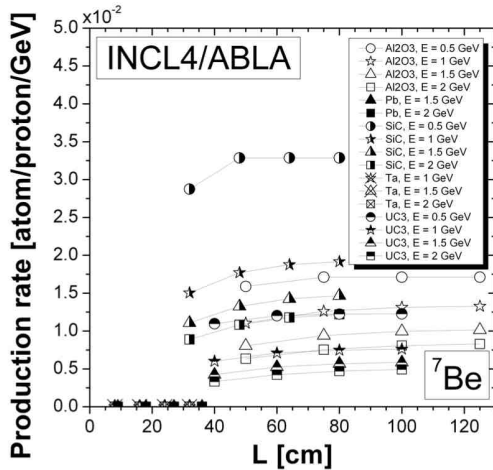 x10⁻²
5.0
4.5
4.0
3.5
3.0
2.5
2.0
1.5
1.0
0.5
0.0
Production rate [atom/proton/GeV]
INCL4/ABLA
Al2O3, E = 0.5 GeV
Al2O3, E = 1 GeV
Al2O3, E = 1.5 GeV
Al2O3, E = 2 GeV
Pb, E = 1.5 GeV
Pb, E = 2 GeV
SiC, E = 0.5 GeV
SiC, E = 1 GeV
SiC, E = 1.5 GeV
SiC, E = 2 GeV
Ta, E = 1 GeV
Ta, E = 1.5 GeV
Ta, E = 2 GeV
UC3, E = 0.5 GeV
UC3, E = 1 GeV
UC3, E = 1.5 GeV
UC3, E = 2 GeV
⁷Be
0 20 40 60 80 100 120
L [cm]